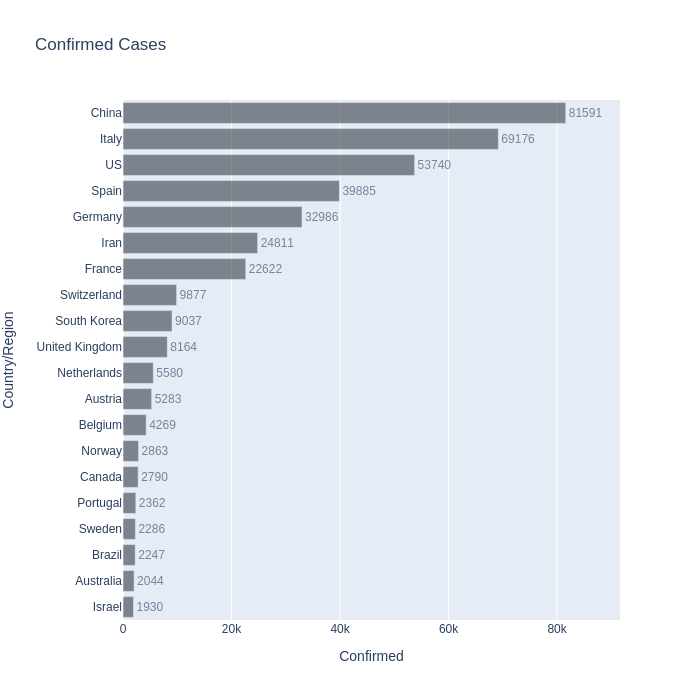 Confirmed Cases
China 81591
Italy 69176
US 53740
Spain 39885
Germany 32986
Iran 24811
France 22622
Switzerland 9877
South Korea 9037
United Kingdom 8164
Netherlands 5580
Austria 5283
Belgium 4269
Norway 2863
Canada 2790
Portugal 2362
Sweden 2286
Brazil 2247
Australia 2044
Israel 1930
0 20k 40k 60k 80k
Confirmed
Country/Region